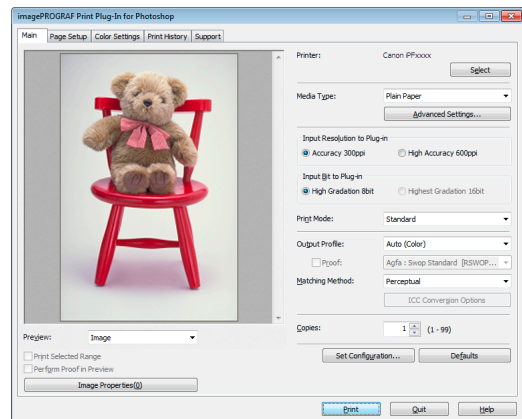 imagePROGRAF Print Plug-In for Photoshop
Main Page Setup Color Settings Print History Support
Printer: Canon iPFxxxx
Select
Media Type: Plain Paper
Advanced Settings...
Input Resolution to Plug-in
Accuracy 300ppi High Accuracy 600ppi
Input Bit to Plug-in
High Gradation 8bit Highest Gradation 16bit
Print Mode: Standard
Output Profile: Auto (Color)
Proof: Agfa : Swop Standard [RSWOP...
Matching Method: Perceptual
ICC Conversion Options
Copies: 1 (1 - 99)
Preview: Image
Print Selected Range
Perform Proof in Preview
Image Properties(0)
Set Configuration... Defaults
Print Quit Help